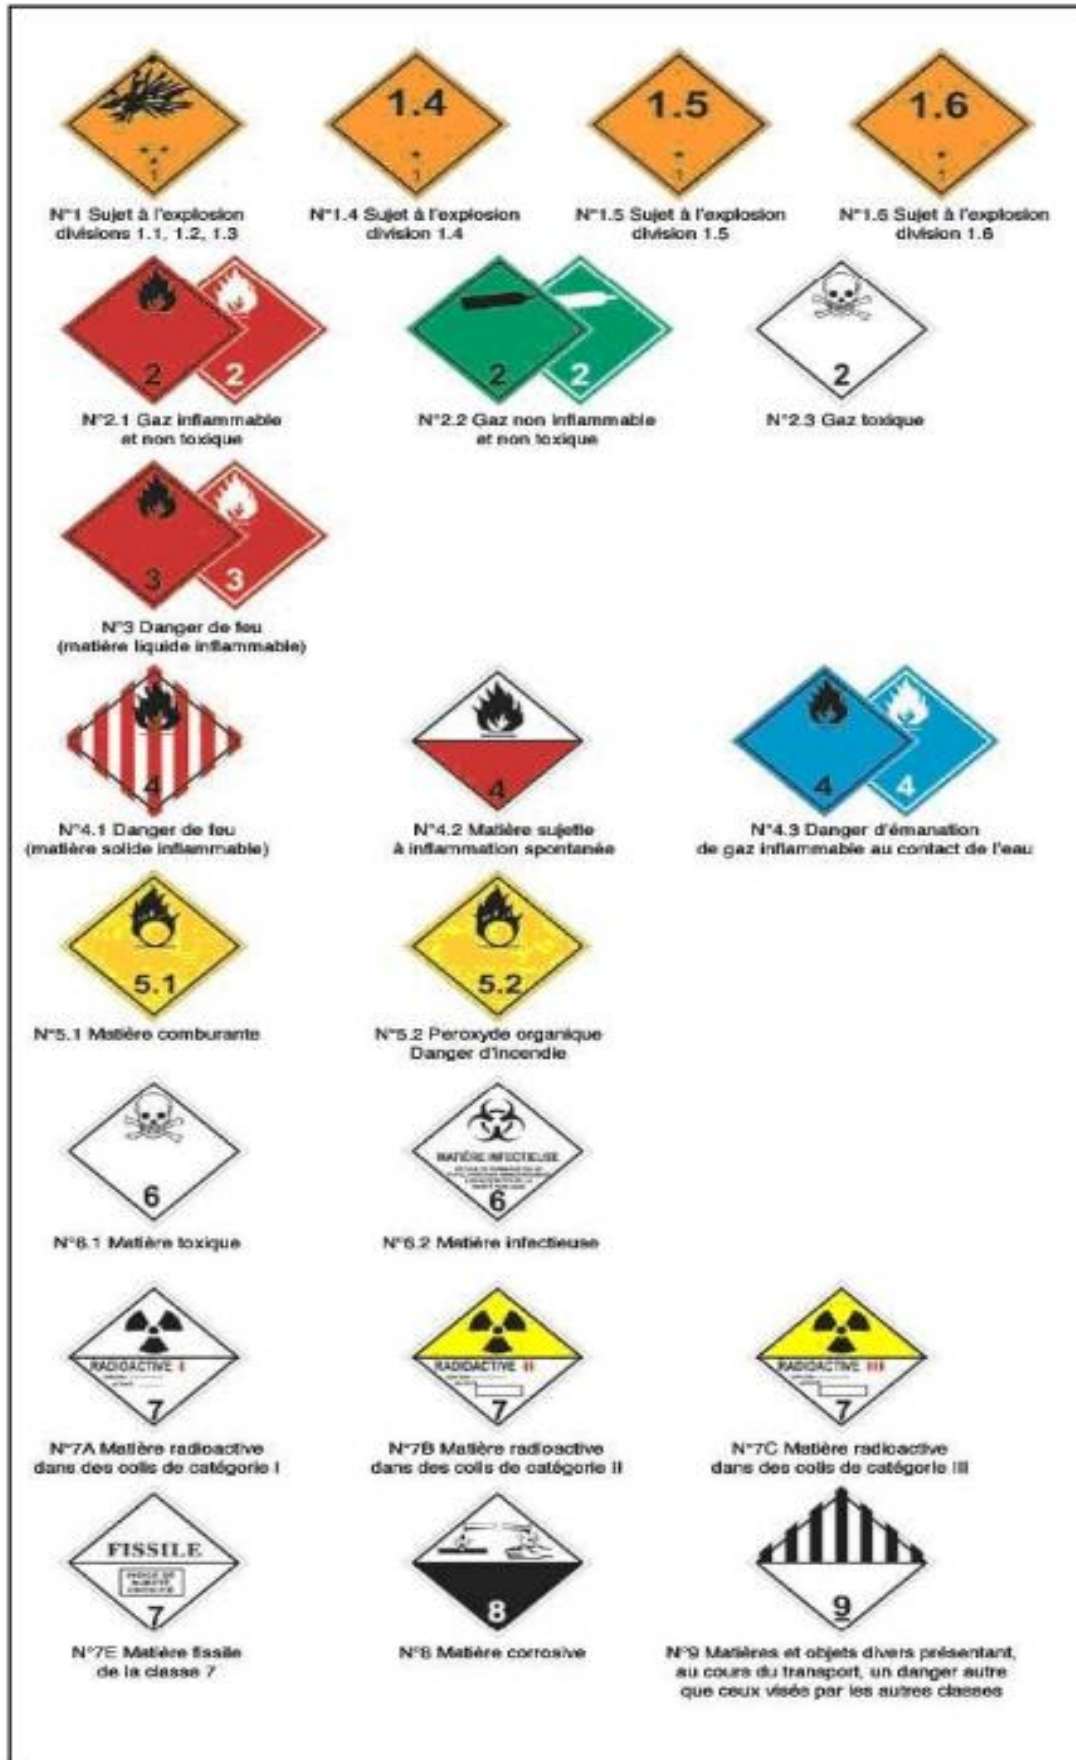 1
1.4
1
1.5
1
1.6
1
N°1 Sujet à l'explosion
divisions 1.1, 1.2, 1.3
N°1.4 Sujet à l'explosion
division 1.4
N°1.5 Sujet à l'explosion
division 1.5
N°1.6 Sujet à l'explosion
division 1.6
2
2
2
2
2
N°2.1 Gaz inflammable
et non toxique
N°2.2 Gaz non inflammable
et non toxique
N°2.3 Gaz toxique
3
3
N°3 Danger de feu
(matière liquide inflammable)
4
4
4
4
N°4.1 Danger de feu
(matière solide inflammable)
N°4.2 Matière sujette
à inflammation spontanée
N°4.3 Danger d'émanation
de gaz inflammable au contact de l'eau
5.1
5.2
N°5.1 Matière comburante
N°5.2 Peroxyde organique
Danger d'incendie
6
MATIÈRE INFECTIEUSE
6
N°6.1 Matière toxique
N°6.2 Matière infectieuse
RADIOACTIVE I
7
RADIOACTIVE II
7
RADIOACTIVE III
7
N°7A Matière radioactive
dans des colis de catégorie I
N°7B Matière radioactive
dans des colis de catégorie II
N°7C Matière radioactive
dans des colis de catégorie III
FISSILE
7
8
9
N°7E Matière fissile
de la classe 7
N°8 Matière corrosive
N°9 Matières et objets divers présentant,
au cours du transport, un danger autre
que ceux visés par les autres classes